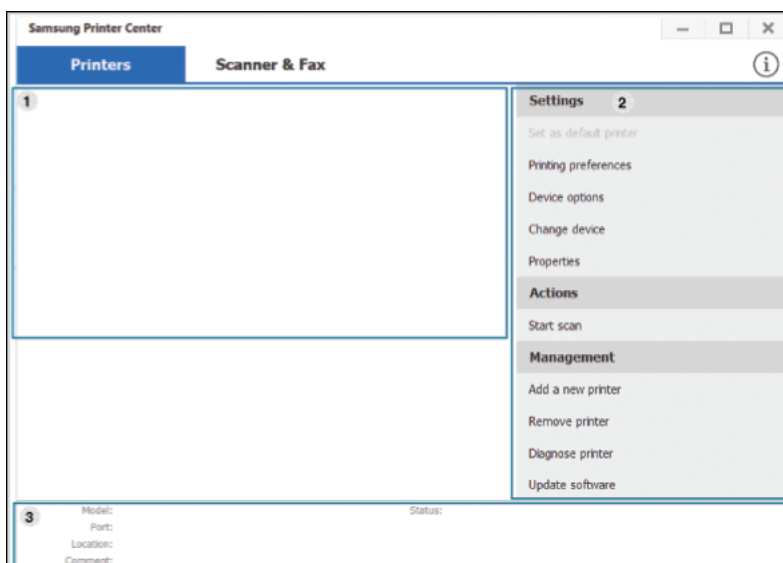 Samsung Printer Center
Printers
Scanner & Fax
i
1
Settings 2
Set as default printer
Printing preferences
Device options
Change device
Properties
Actions
Start scan
Management
Add a new printer
Remove printer
Diagnose printer
Update software
3
Model:
Status:
Port:
Location:
Comment: